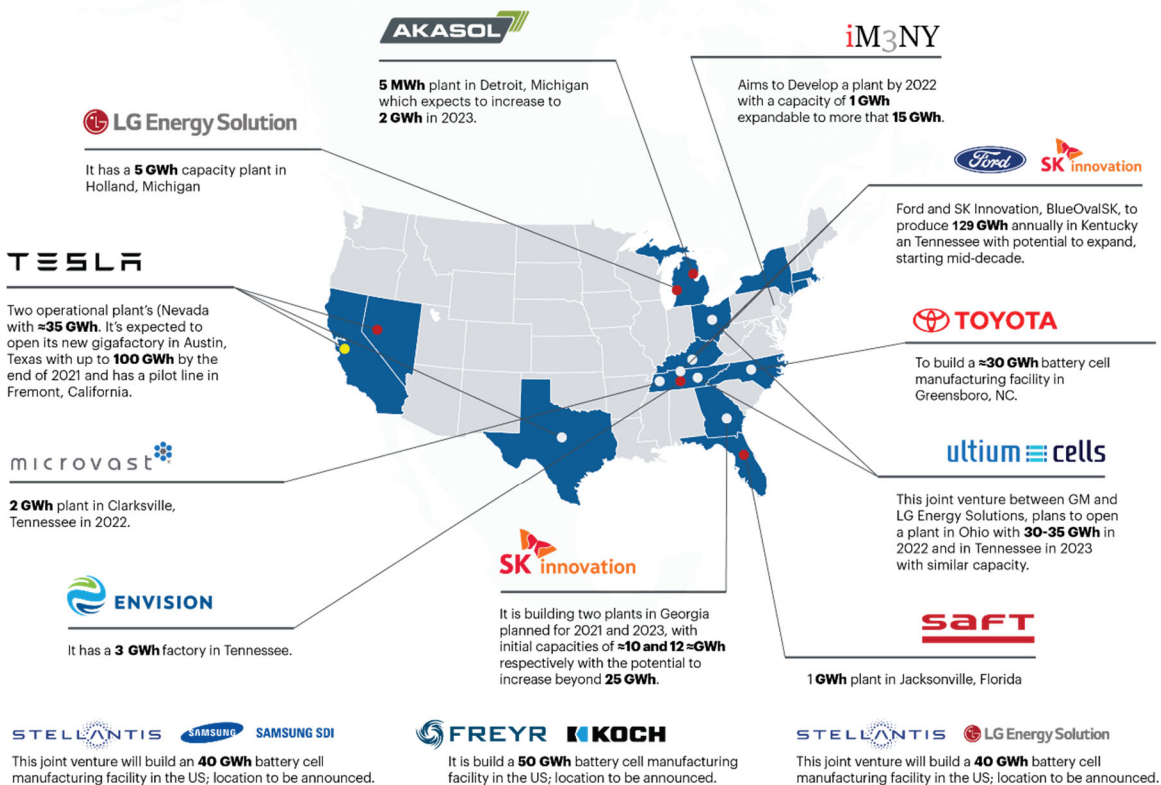 AKASOL
5 MWh plant in Detroit, Michigan
which expects to increase to
2 GWh in 2023.
iM3NY
Aims to Develop a plant by 2022
with a capacity of 1 GWh
expandable to more that 15 GWh.
LG Energy Solution
It has a 5 GWh capacity plant in
Holland, Michigan
Ford SK innovation
Ford and SK Innovation, BlueOvalSK, to
produce 129 GWh annually in Kentucky
an Tennessee with potential to expand,
starting mid-decade.
TESLA
Two operational plant's (Nevada
with ≈35 GWh. It's expected to
open its new gigafactory in Austin,
Texas with up to 100 GWh by the
end of 2021 and has a pilot line in
Fremont, California.
TOYOTA
To build a ≈30 GWh battery cell
manufacturing facility in
Greensboro, NC.
microvast
2 GWh plant in Clarksville,
Tennessee in 2022.
ultium cells
This joint venture between GM and
LG Energy Solutions, plans to open
a plant in Ohio with 30-35 GWh in
2022 and in Tennessee in 2023
with similar capacity.
ENVISION
It has a 3 GWh factory in Tennessee.
SK innovation
It is building two plants in Georgia
planned for 2021 and 2023, with
initial capacities of ≈10 and 12 ≈GWh
respectively with the potential to
increase beyond 25 GWh.
SAFT
1 GWh plant in Jacksonville, Florida
STELLANTIS SAMSUNG SAMSUNG SDI
This joint venture will build an 40 GWh battery cell
manufacturing facility in the US; location to be announced.
FREYR KOCH
It is build a 50 GWh battery cell manufacturing
facility in the US; location to be announced.
STELLANTIS LG Energy Solution
This joint venture will build a 40 GWh battery cell
manufacturing facility in the US; location to be announced.